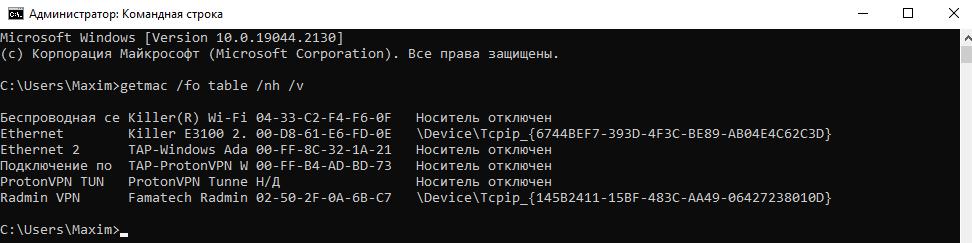 Администратор: Командная строка
Microsoft Windows [Version 10.0.19044.2130]
(c) Корпорация Майкрософт (Microsoft Corporation). Все права защищены.
C:\Users\Maxim>getmac /fo table /nh /v
Беспроводная се Killer(R) Wi-Fi 04-33-C2-F4-F6-0F Носитель отключен
Ethernet Killer E3100 2. 00-D8-61-E6-FD-0E \Device\Tcpip_{6744BEF7-393D-4F3C-BE89-AB04E4C62C3D}
Ethernet 2 TAP-Windows Ada 00-FF-8C-32-1A-21 Носитель отключен
Подключение по TAP-ProtonVPN W 00-FF-B4-AD-BD-73 Носитель отключен
ProtonVPN TUN ProtonVPN Tunne Н/Д Носитель отключен
Radmin VPN Famatech Radmin 02-50-2F-0A-6B-C7 \Device\Tcpip_{145B2411-15BF-483C-AA49-06427238010D}
C:\Users\Maxim>